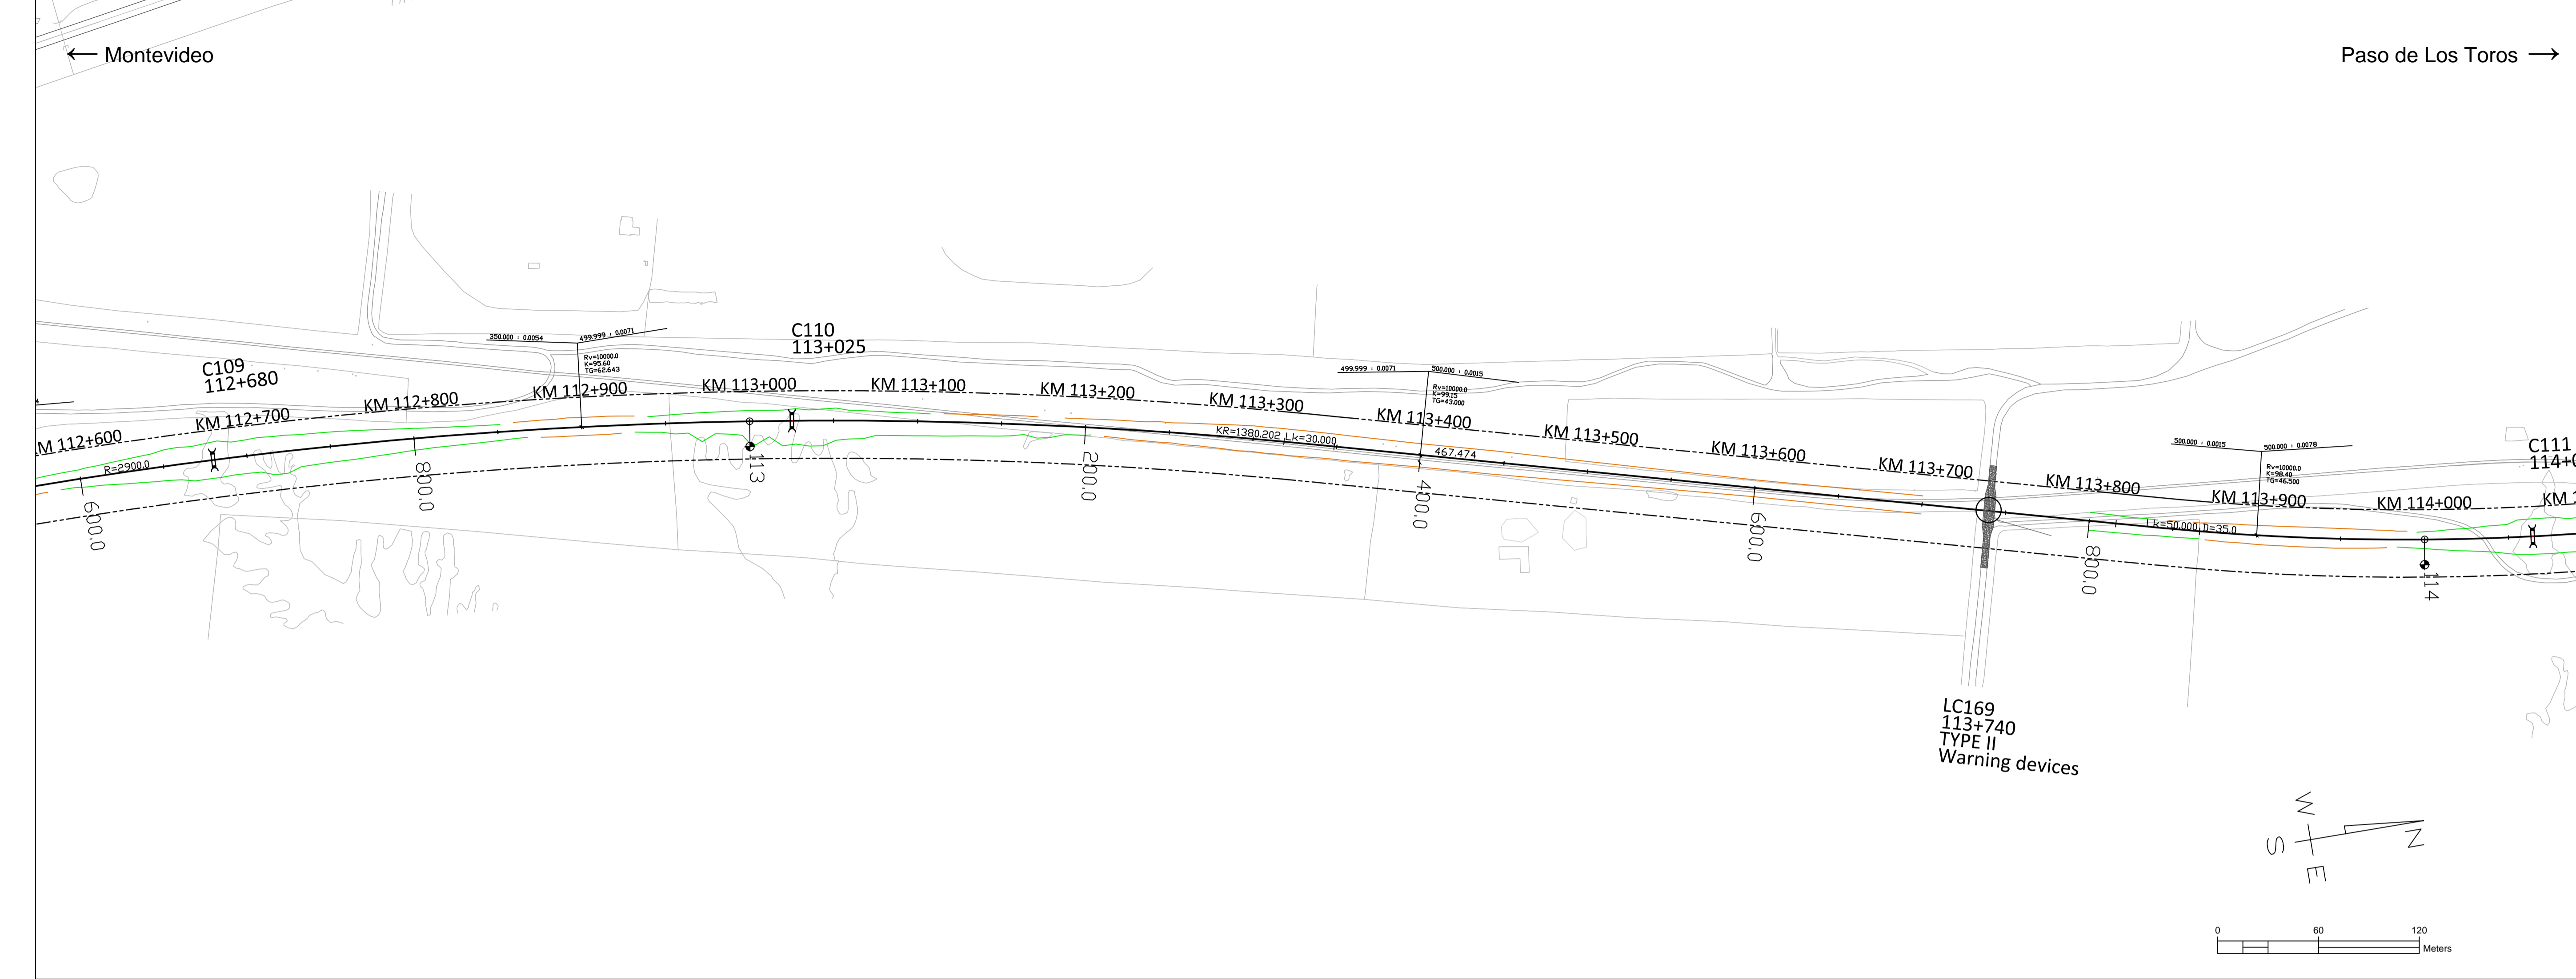 ← Montevideo
Paso de Los Toros →
C109
112+680
C110
113+025
350.000 : 0.0054
499.999 : 0.0071
Rv=10000.0
K=95.60
TG=62.643
499.999 : 0.0071
500.000 : 0.0015
Rv=10000.0
K=99.15
TG=43.000
500.000 : 0.0015
500.000 : 0.0078
Rv=10000.0
K=98.40
TG=46.500
C111
KM 112+600
KM 112+700
KM 112+800
KM 112+900
KM 113+000
KM 113+100
KM 113+200
KM 113+300
KM 113+400
KM 113+500
KM 113+600
KM 113+700
KM 113+800
KM 113+900
KM 114+000
R=2900.0
KR=1380.202 Lk=30.000
467.474
Lk=50.000, D=35.0
600.0
800.0
113
200.0
400.0
600.0
800.0
114
LC169
113+740
TYPE II
Warning devices
W
S
N
E
0 60 120
Meters